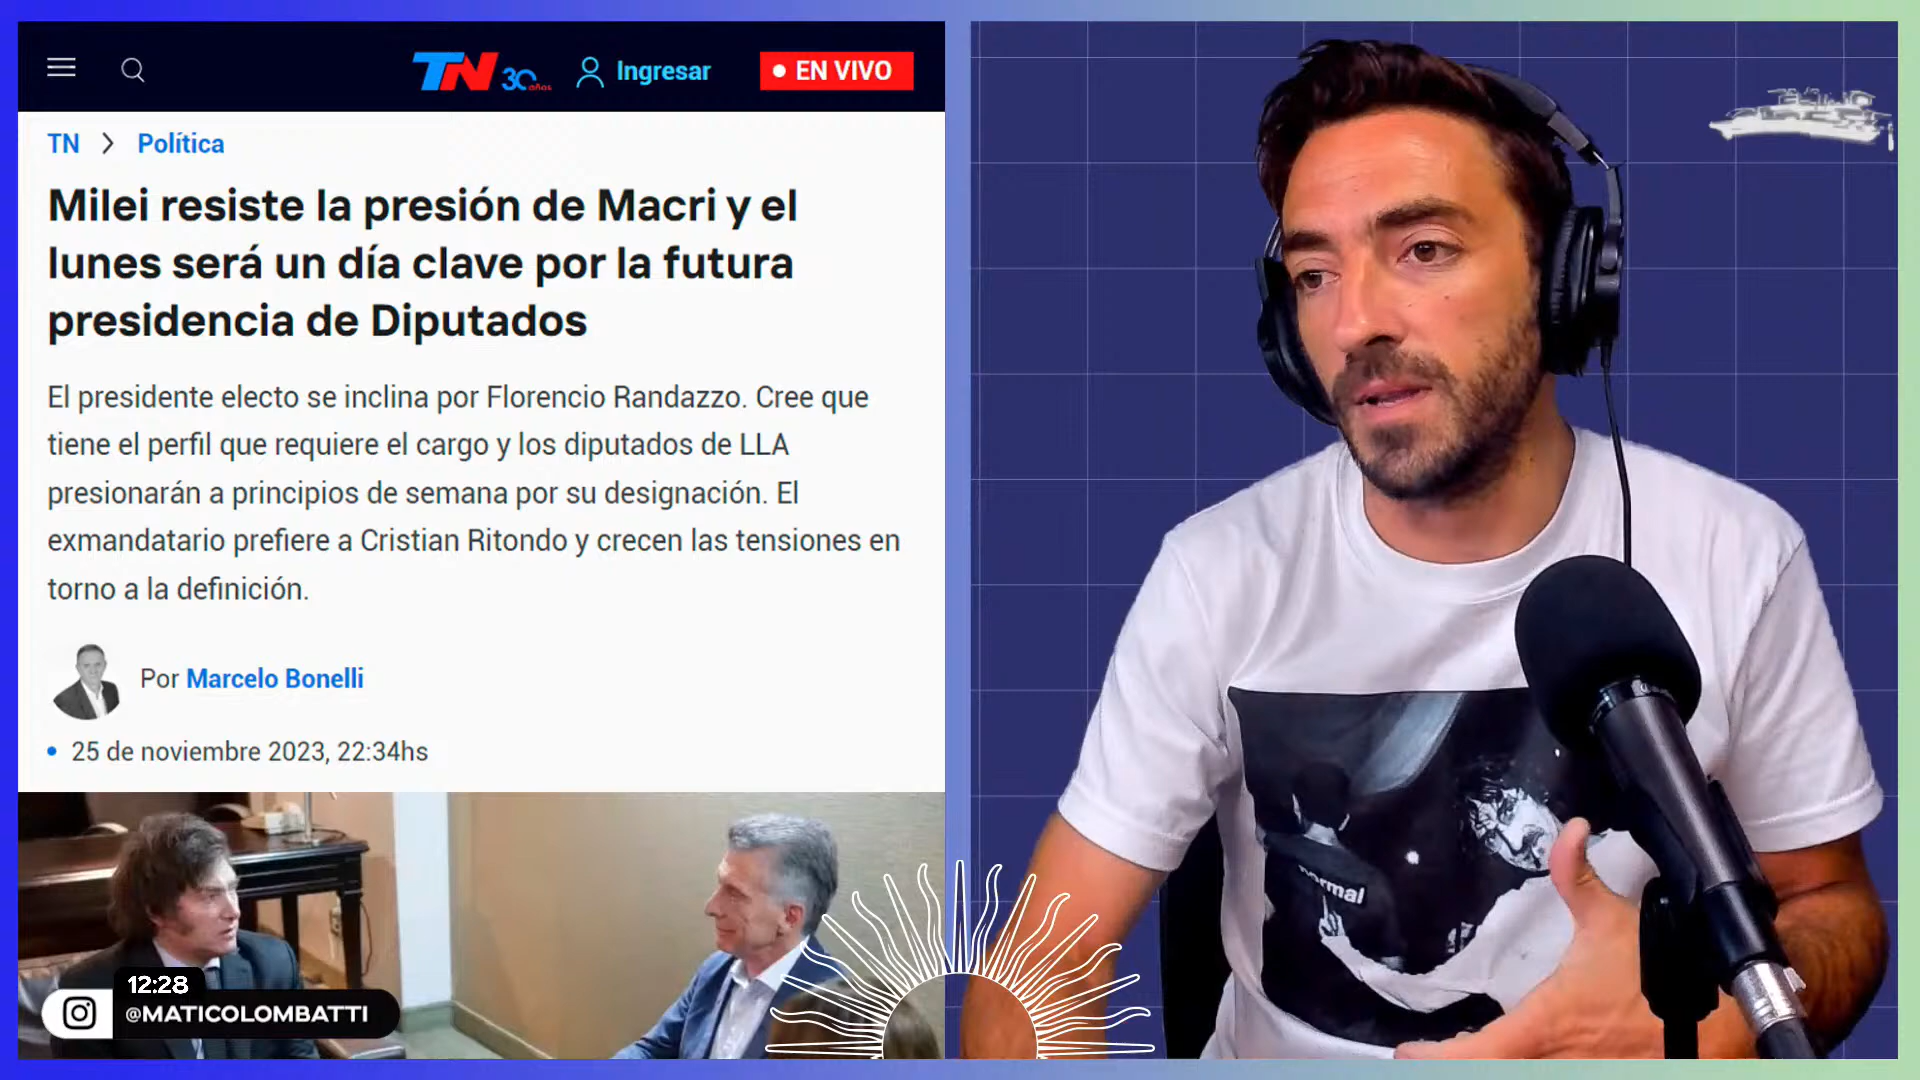 TN 30 años
Ingresar
EN VIVO
TN > Política
Milei resiste la presión de Macri y el
lunes será un día clave por la futura
presidencia de Diputados
El presidente electo se inclina por Florencio Randazzo. Cree que
tiene el perfil que requiere el cargo y los diputados de LLA
presionarán a principios de semana por su designación. El
exmandatario prefiere a Cristian Ritondo y crecen las tensiones en
torno a la definición.
Por Marcelo Bonelli
25 de noviembre 2023, 22:34hs
12:28
@MATICOLOMBATTI
normal